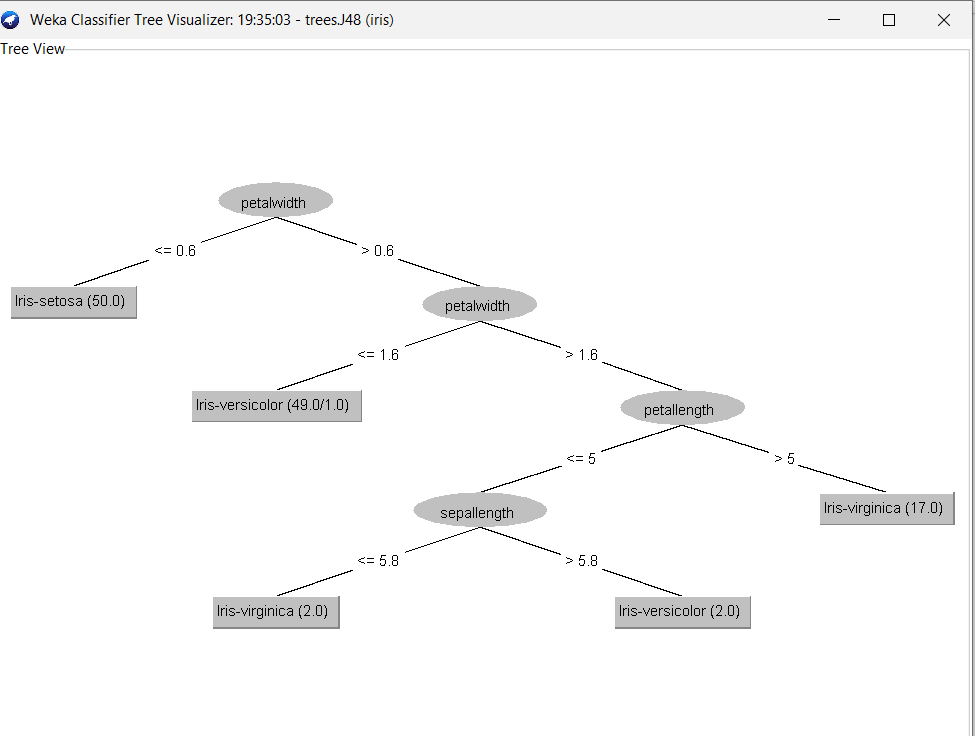 Weka Classifier Tree Visualizer: 19:35:03 - trees.J48 (iris)
Tree View
petalwidth
<= 0.6
> 0.6
Iris-setosa (50.0)
petalwidth
<= 1.6
> 1.6
Iris-versicolor (49.0/1.0)
petallength
<= 5
> 5
sepallength
Iris-virginica (17.0)
<= 5.8
> 5.8
Iris-virginica (2.0)
Iris-versicolor (2.0)